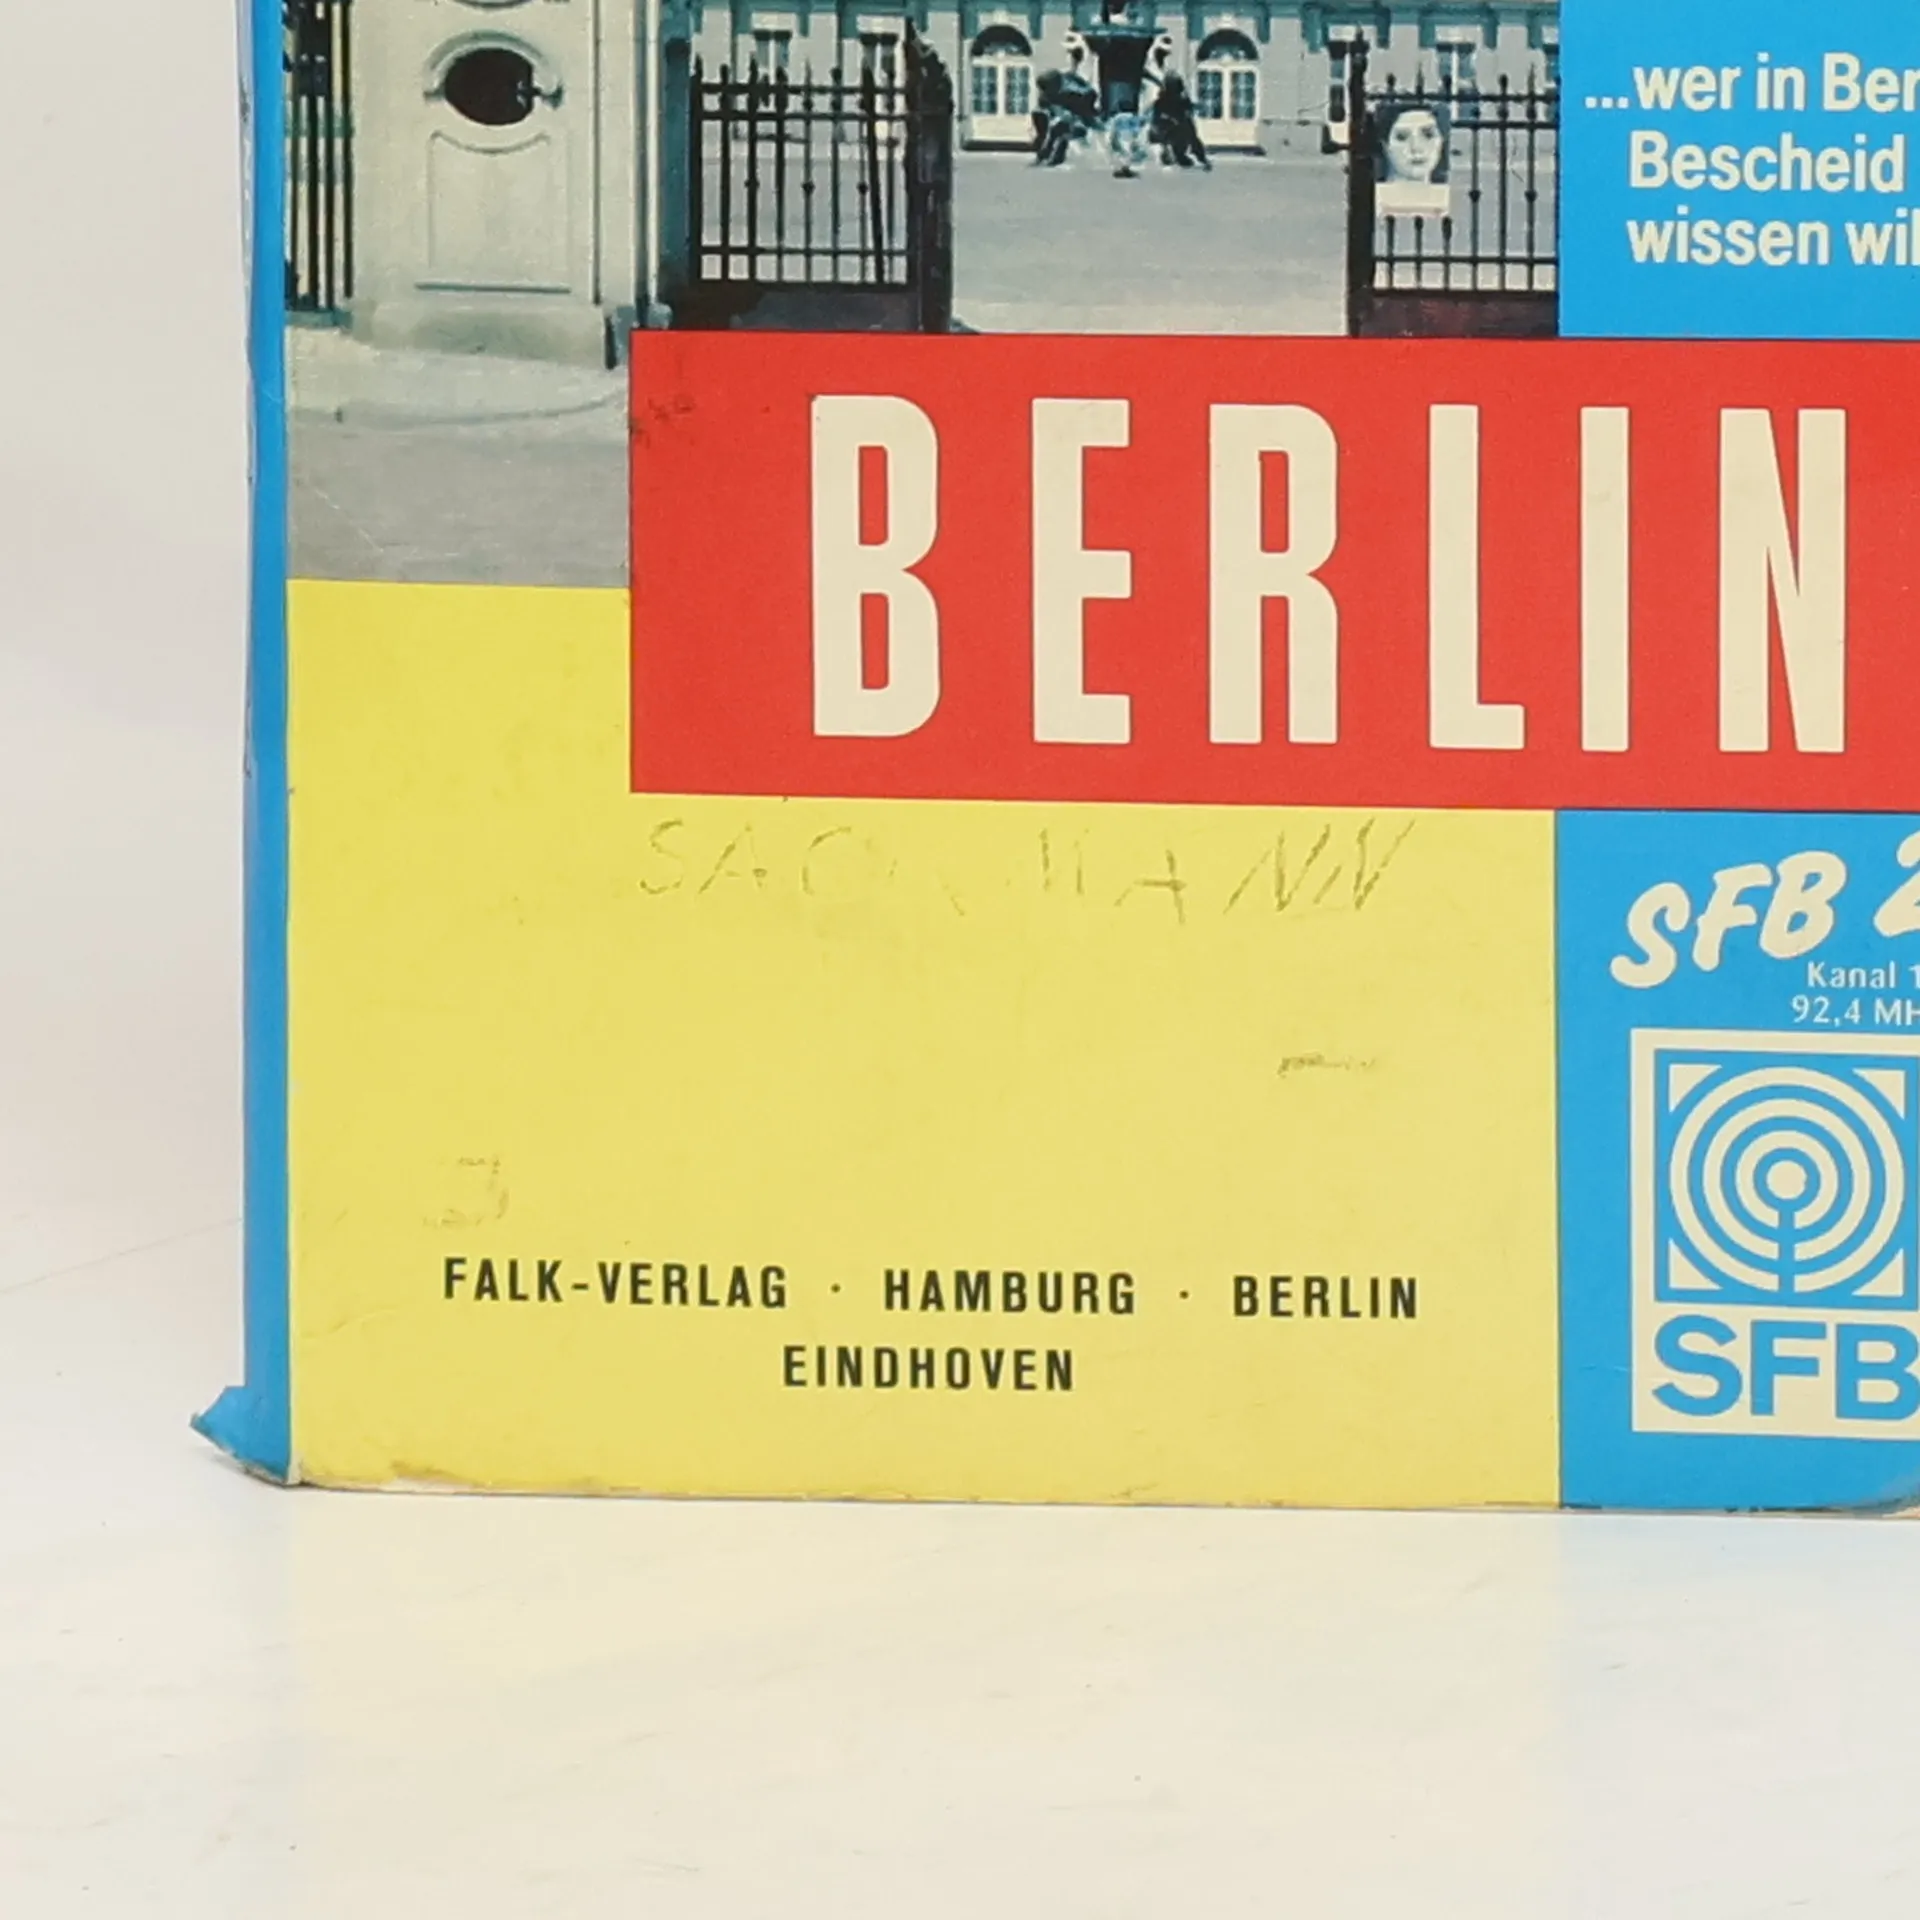 ...wer in Ber
Bescheid
wissen wil
BERLIN
SACKMANN
SFB 2
Kanal 1
92,4 MH
SFB
FALK-VERLAG · HAMBURG · BERLIN
EINDHOVEN